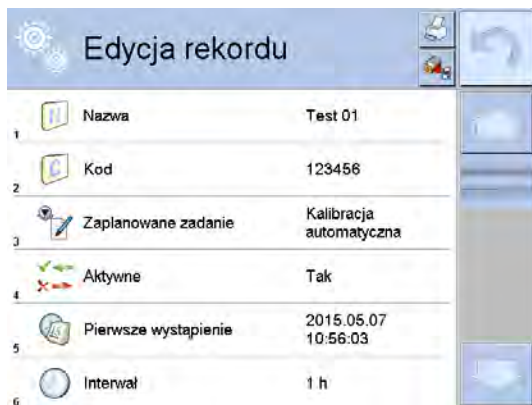 Edycja rekordu
1 Nazwa Test 01
2 Kod 123456
3 Zaplanowane zadanie Kalibracja
automatyczna
4 Aktywne Tak
5 Pierwsze wystąpienie 2015.05.07
10:56:03
6 Interwał 1 h